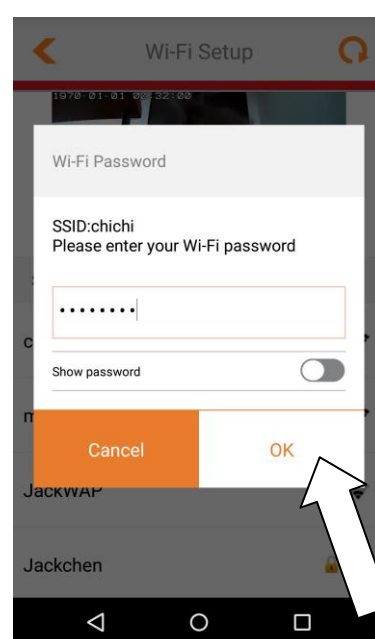 Wi-Fi Setup
1970-01-01 00:32:00
Wi-Fi Password
SSID:chichi
Please enter your Wi-Fi password
••••••••
Show password
Cancel
OK
JackWAP
Jackchen